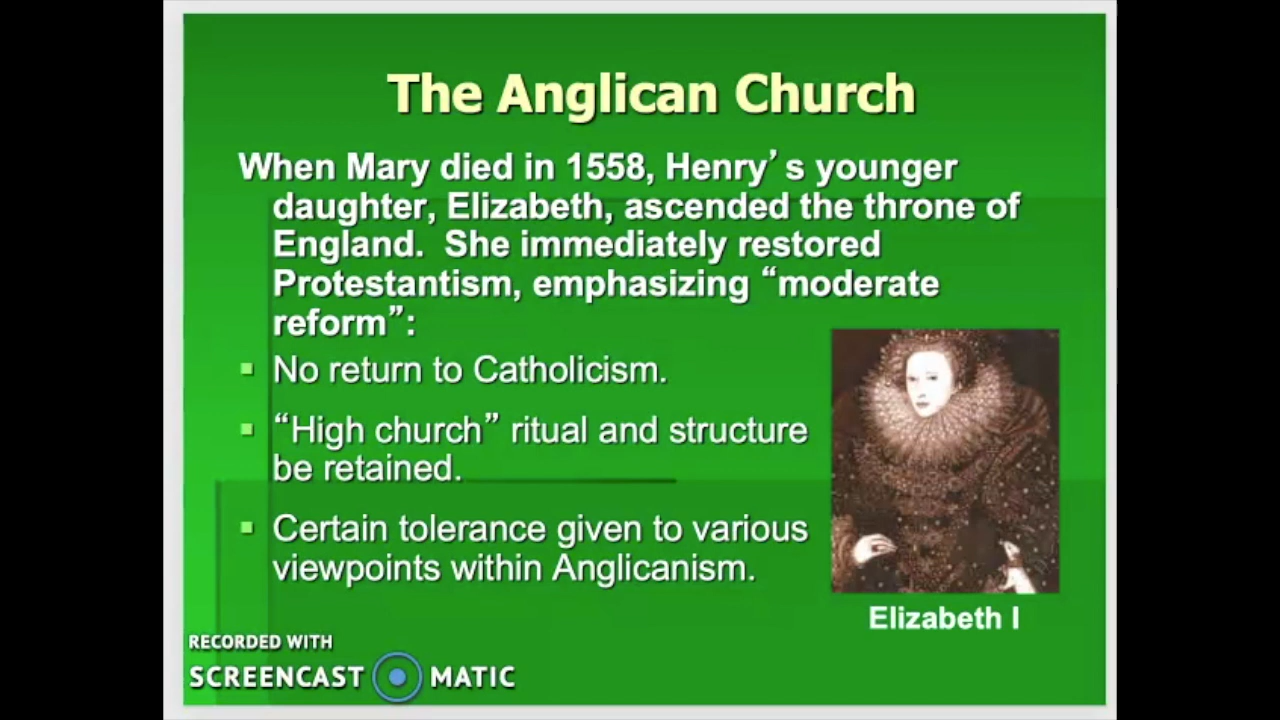 The Anglican Church
When Mary died in 1558, Henry’s younger
daughter, Elizabeth, ascended the throne of
England.  She immediately restored
Protestantism, emphasizing “moderate
reform”:
▪ No return to Catholicism.
▪ “High church” ritual and structure
be retained.
▪ Certain tolerance given to various
viewpoints within Anglicanism.
Elizabeth I
RECORDED WITH
SCREENCAST MATIC